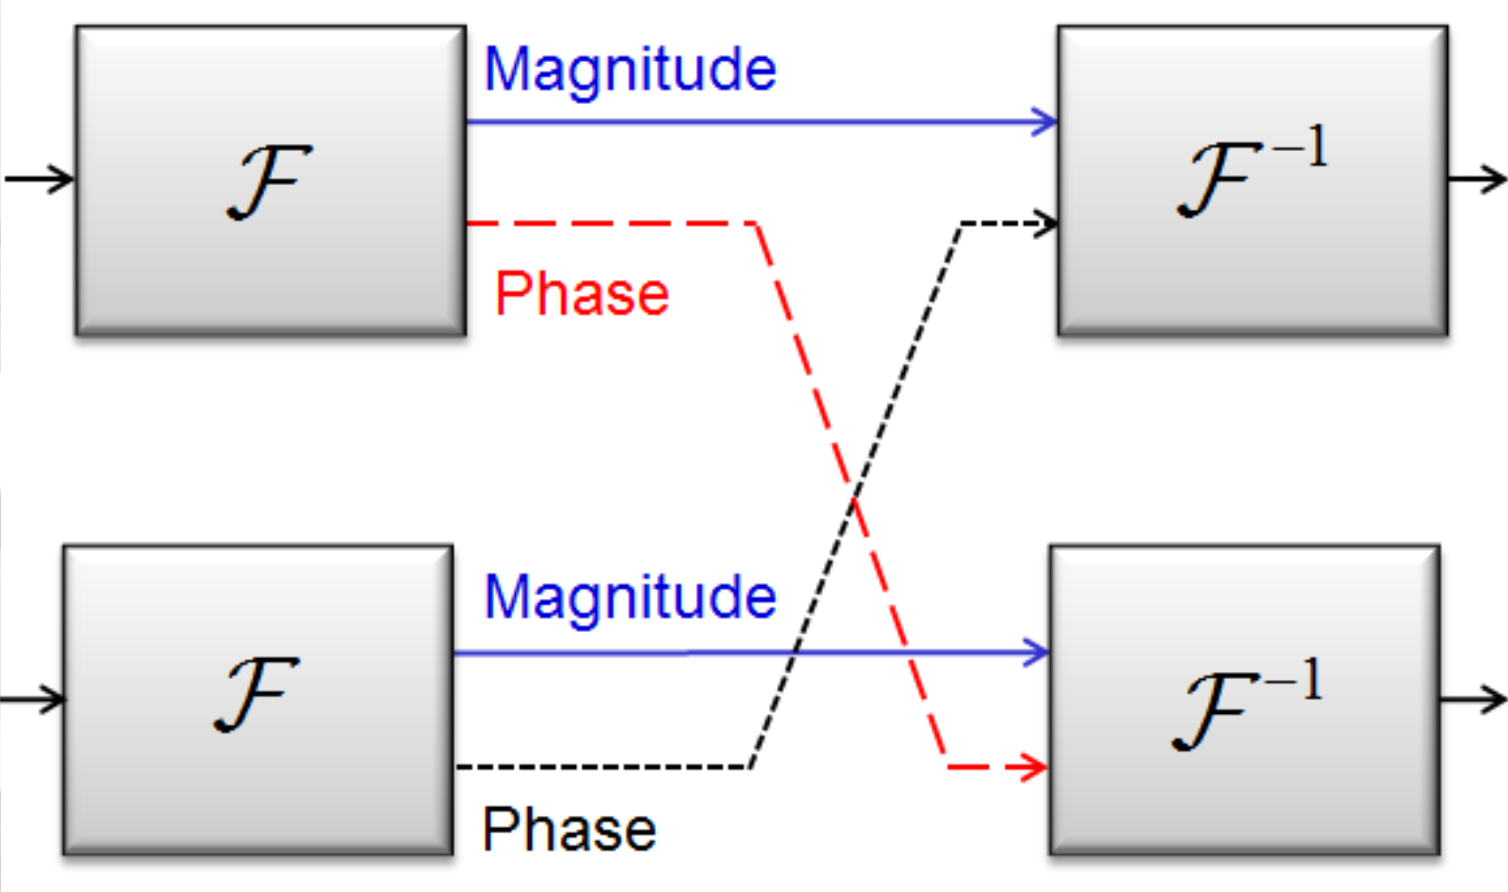 Magnitude
ℱ
ℱ⁻¹
Phase
Magnitude
ℱ
ℱ⁻¹
Phase